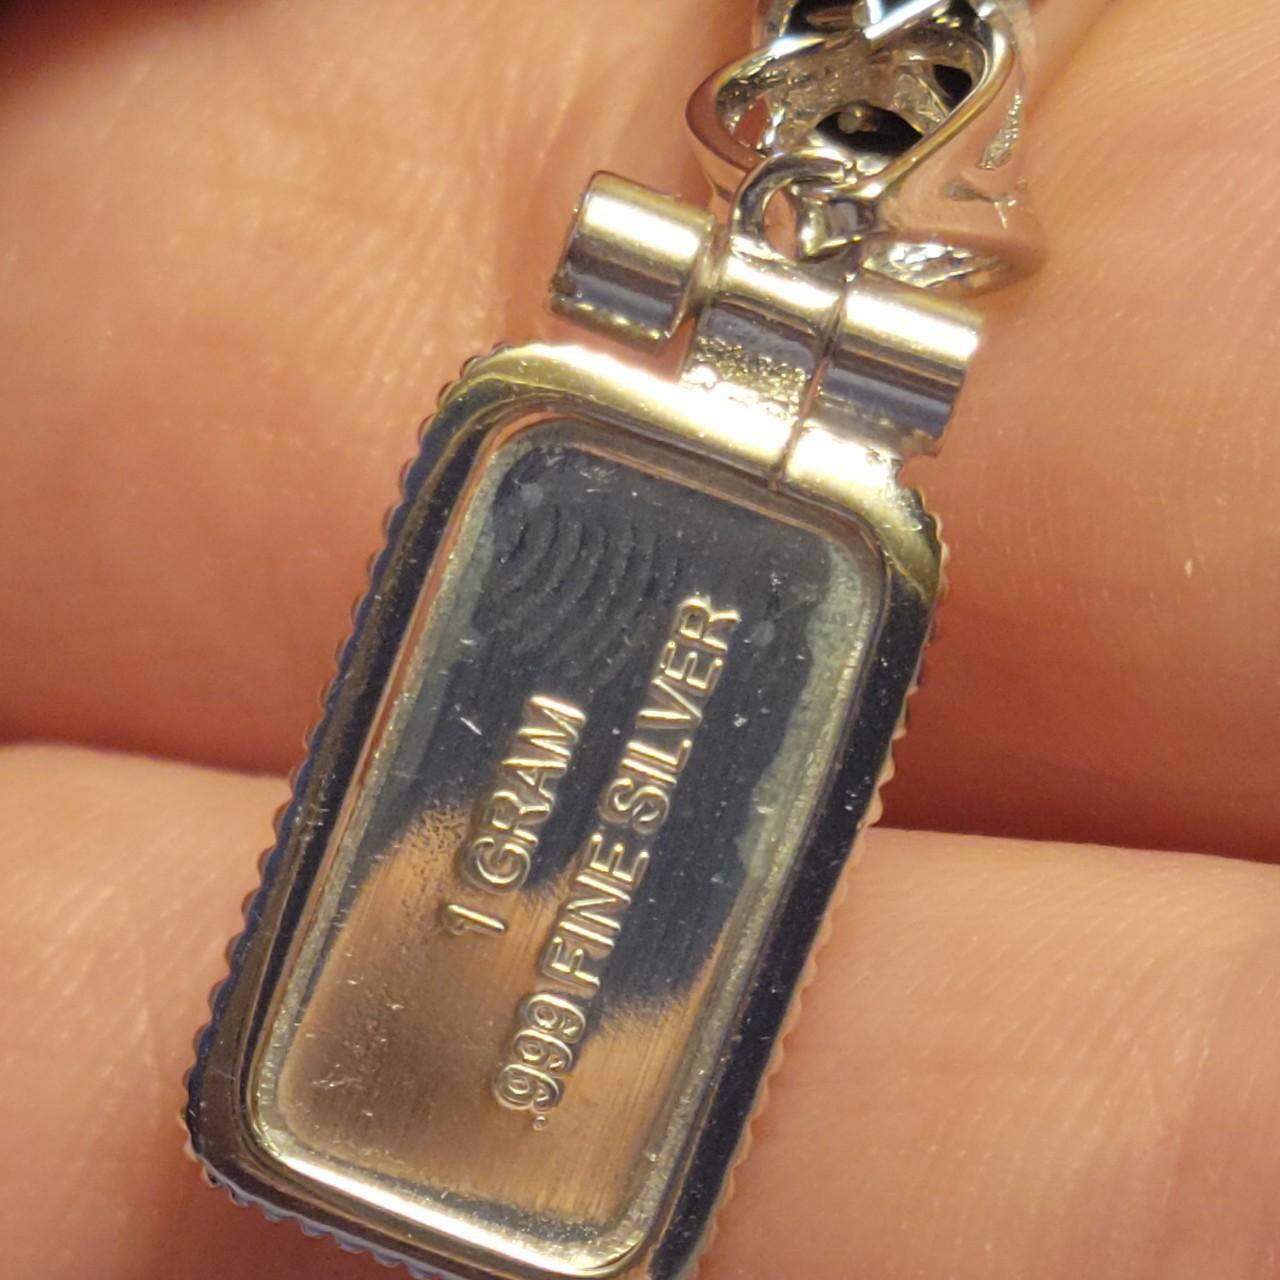 1 GRAM
.999 FINE SILVER